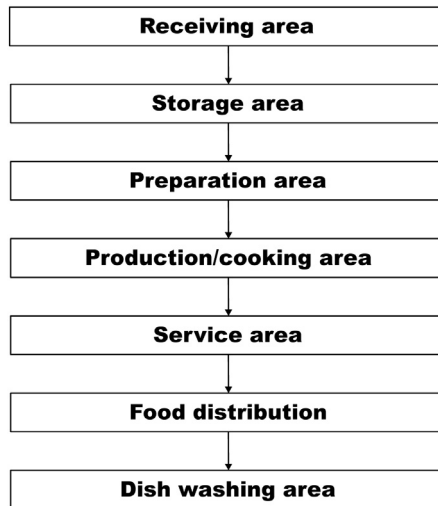 Receiving area
Storage area
Preparation area
Production/cooking area
Service area
Food distribution
Dish washing area